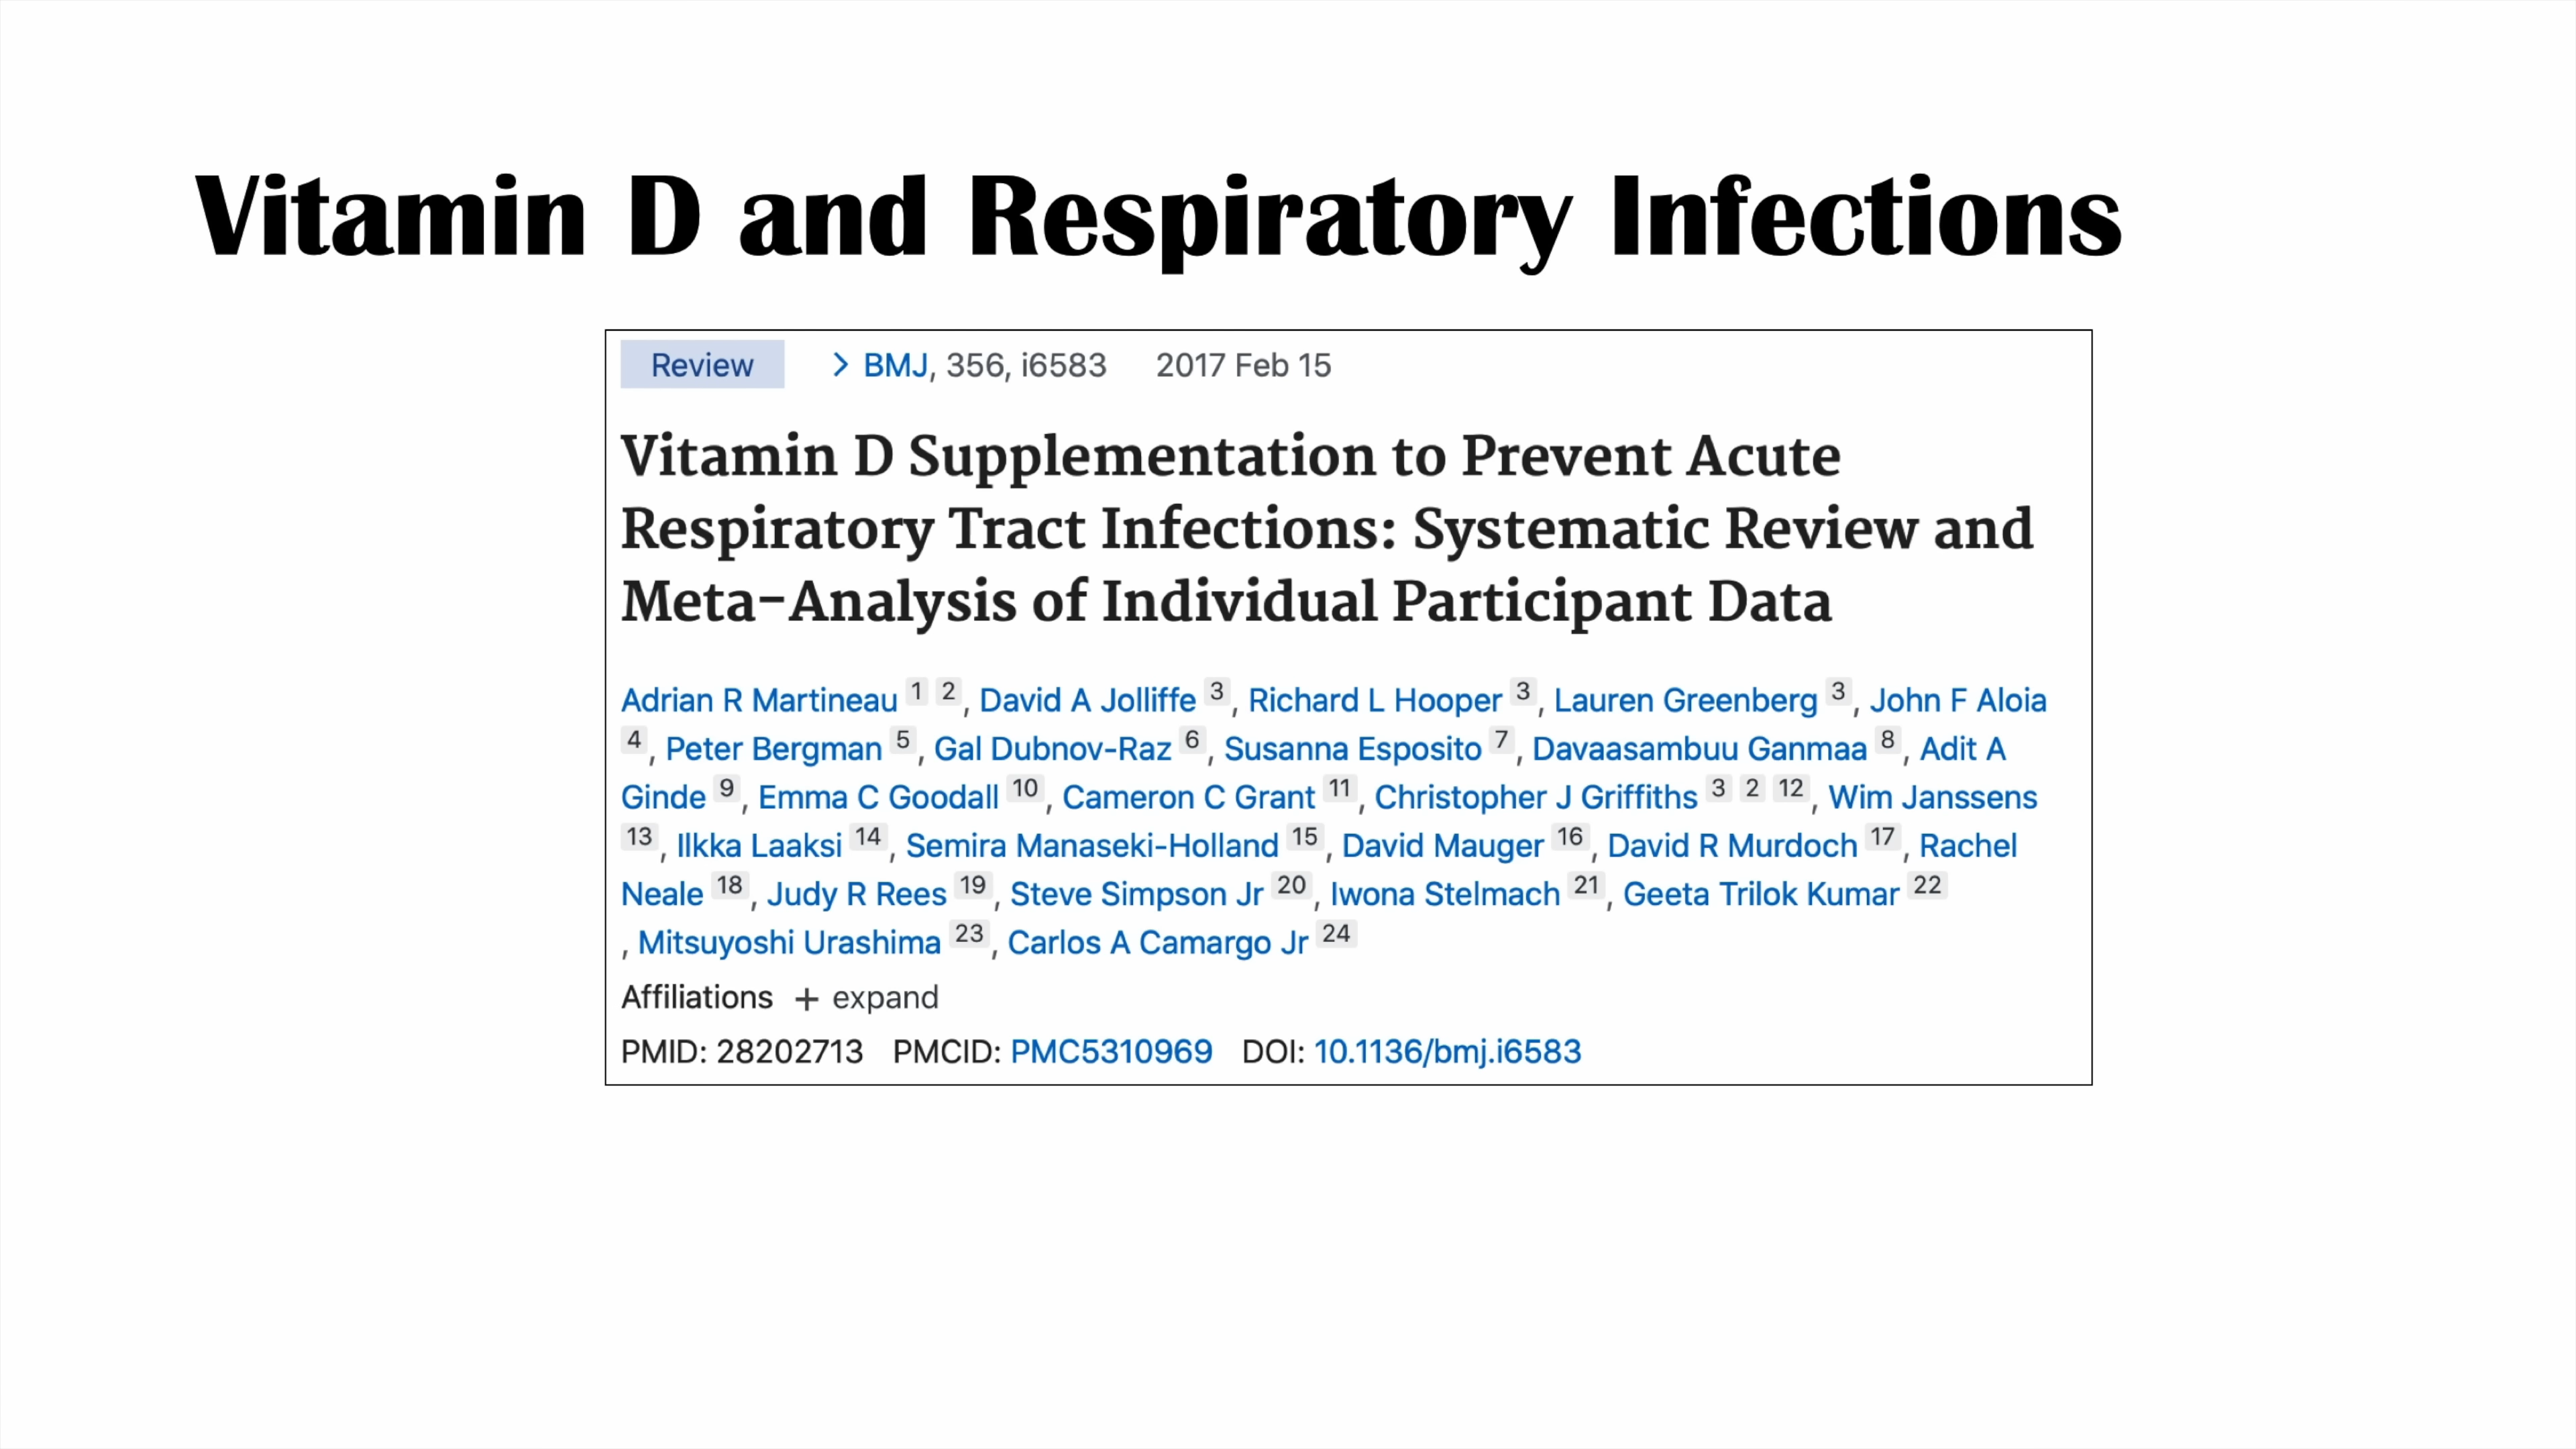 Vitamin D and Respiratory Infections
Review > BMJ, 356, i6583 2017 Feb 15
Vitamin D Supplementation to Prevent Acute
Respiratory Tract Infections: Systematic Review and
Meta-Analysis of Individual Participant Data
Adrian R Martineau 1 2, David A Jolliffe 3, Richard L Hooper 3, Lauren Greenberg 3, John F Aloia
4, Peter Bergman 5, Gal Dubnov-Raz 6, Susanna Esposito 7, Davaasambuu Ganmaa 8, Adit A
Ginde 9, Emma C Goodall 10, Cameron C Grant 11, Christopher J Griffiths 3 2 12, Wim Janssens
13, Ilkka Laaksi 14, Semira Manaseki-Holland 15, David Mauger 16, David R Murdoch 17, Rachel
Neale 18, Judy R Rees 19, Steve Simpson Jr 20, Iwona Stelmach 21, Geeta Trilok Kumar 22
, Mitsuyoshi Urashima 23, Carlos A Camargo Jr 24
Affiliations + expand
PMID: 28202713 PMCID: PMC5310969 DOI: 10.1136/bmj.i6583